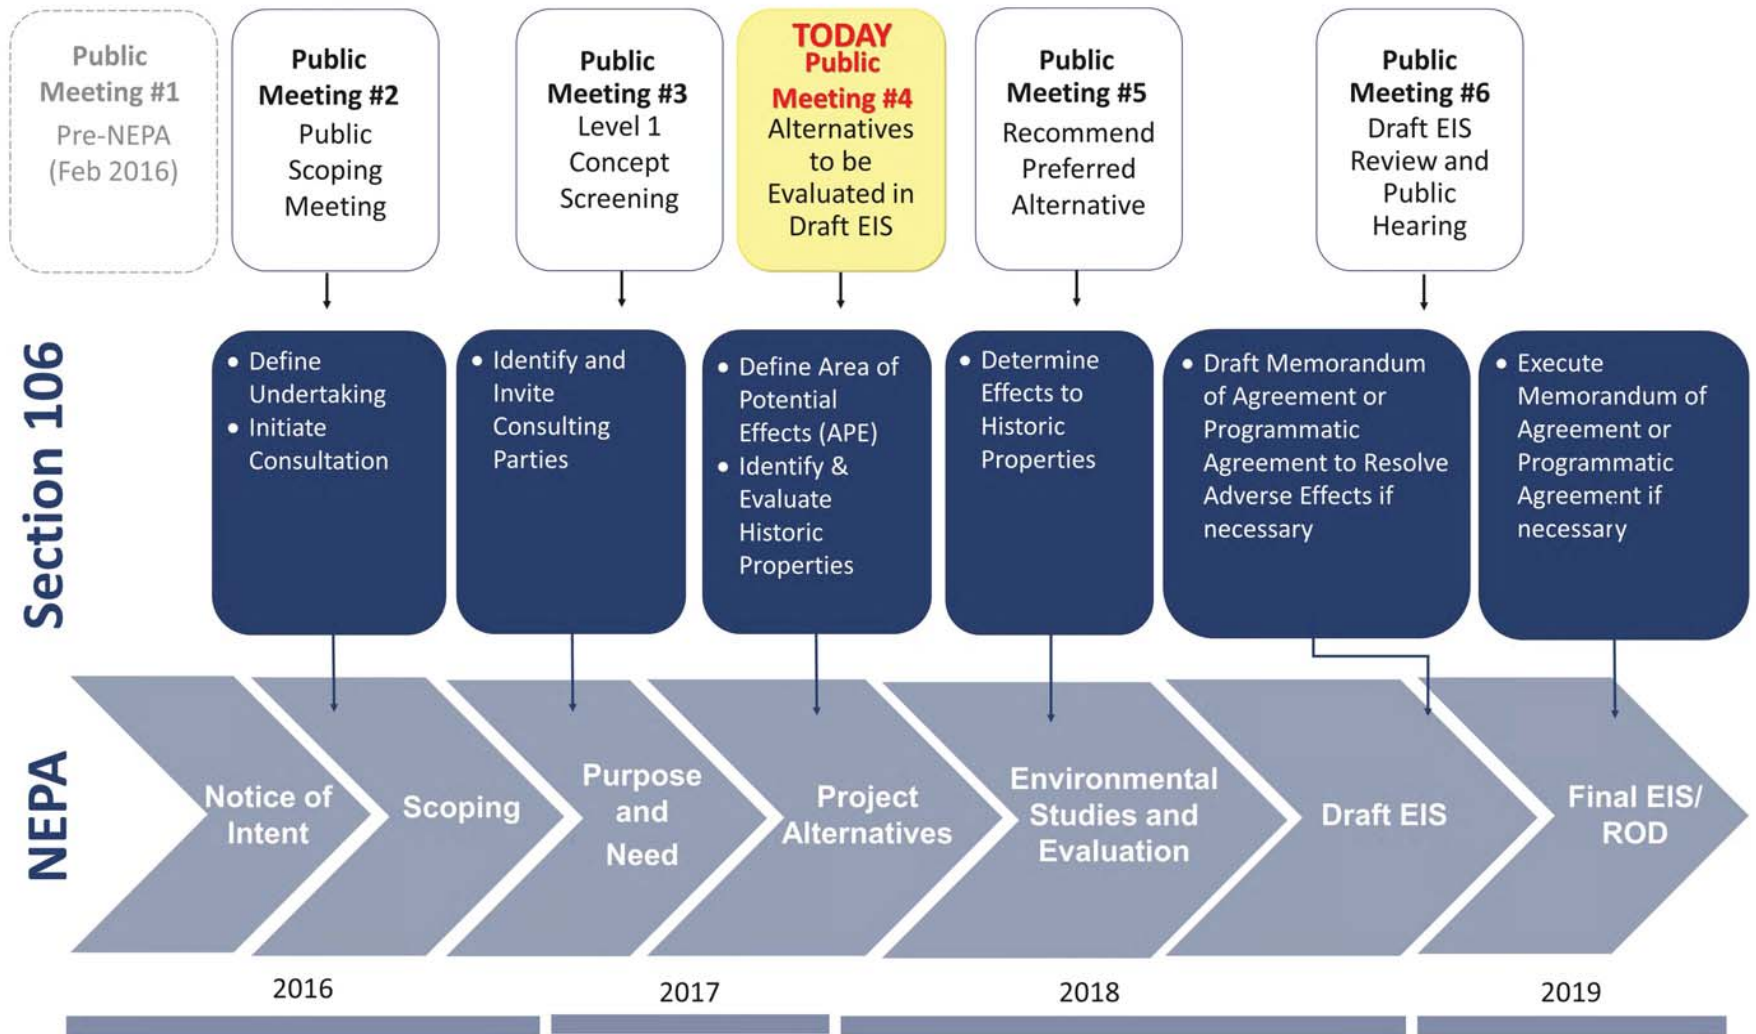 Public
Meeting #1
Pre-NEPA
(Feb 2016)
Public
Meeting #2
Public
Scoping
Meeting
Public
Meeting #3
Level 1
Concept
Screening
TODAY
Public
Meeting #4
Alternatives
to be
Evaluated in
Draft EIS
Public
Meeting #5
Recommend
Preferred
Alternative
Public
Meeting #6
Draft EIS
Review and
Public
Hearing
Section 106
• Define
Undertaking
• Initiate
Consultation
• Identify and
Invite
Consulting
Parties
• Define Area of
Potential
Effects (APE)
• Identify &
Evaluate
Historic
Properties
• Determine
Effects to
Historic
Properties
• Draft Memorandum
of Agreement or
Programmatic
Agreement to Resolve
Adverse Effects if
necessary
• Execute
Memorandum of
Agreement or
Programmatic
Agreement if
necessary
NEPA
Notice of
Intent
Scoping
Purpose
and
Need
Project
Alternatives
Environmental
Studies and
Evaluation
Draft EIS
Final EIS/
ROD
2016
2017
2018
2019